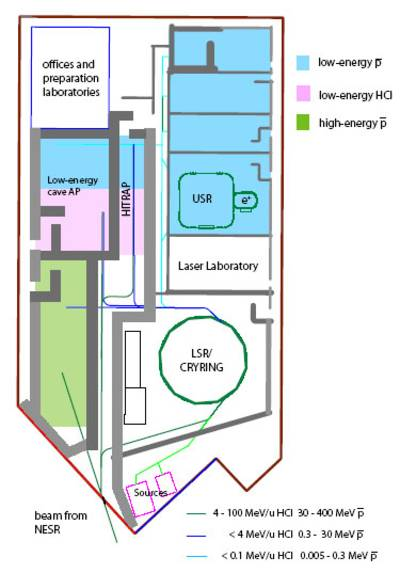 offices and
preparation
laboratories
low-energy p̅
low-energy HCI
high-energy p̅
Low-energy
cave AP
HITRAP
USR
e⁺
Laser Laboratory
LSR/
CRYRING
Sources
beam from
NESR
4 - 100 MeV/u HCI 30 - 400 MeV p̅
< 4 MeV/u HCI 0.3 - 30 MeV p̅
< 0.1 MeV/u HCI 0.005 - 0.3 MeV p̅